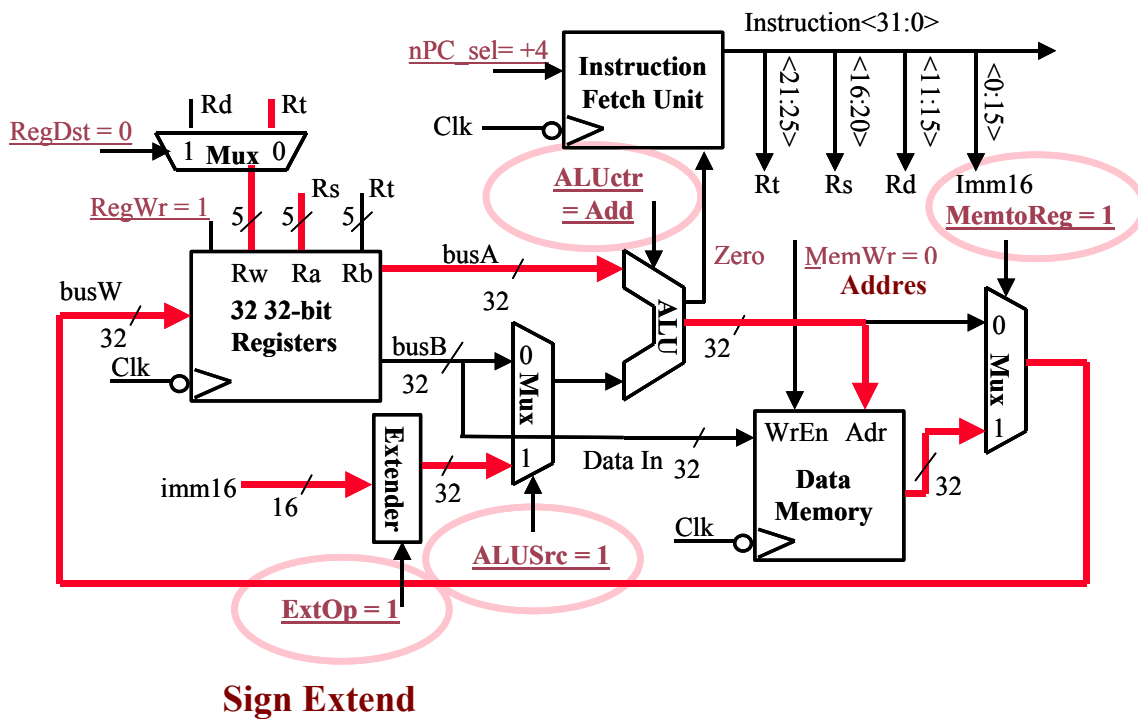 Instruction<31:0>
nPC_sel= +4
Instruction
Fetch Unit
Clk
<21:25>
<16:20>
<11:15>
<0:15>
Rt
Rs
Rd
Imm16
Rd
Rt
RegDst = 0
1
Mux
0
ALUctr
= Add
MemtoReg = 1
RegWr = 1
5
5
Rs
5
Rt
Rw
Ra
Rb
32 32-bit
Registers
busW
32
Clk
busA
32
busB
32
0
Mux
1
ALU
Zero
32
MemWr = 0
Addres
0
Mux
1
WrEn
Adr
Data
Memory
Clk
Data In
32
32
imm16
16
Extender
32
ALUSrc = 1
ExtOp = 1
Sign Extend